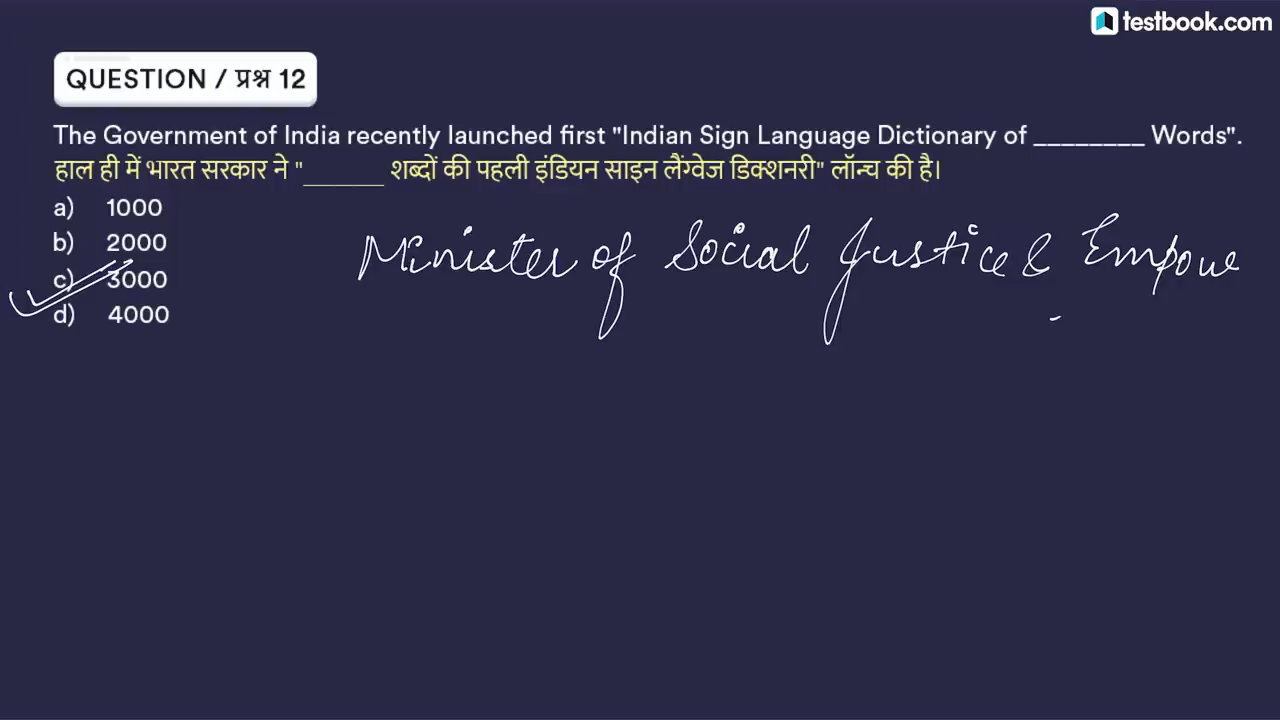 testbook.com
QUESTION / प्रश्न 12
The Government of India recently launched first "Indian Sign Language Dictionary of ________ Words".
हाल ही में भारत सरकार ने "______ शब्दों की पहली इंडियन साइन लैंग्वेज डिक्शनरी" लॉन्च की है।
a) 1000
b) 2000
c) 3000
d) 4000
Minister of Social Justice & Empowe